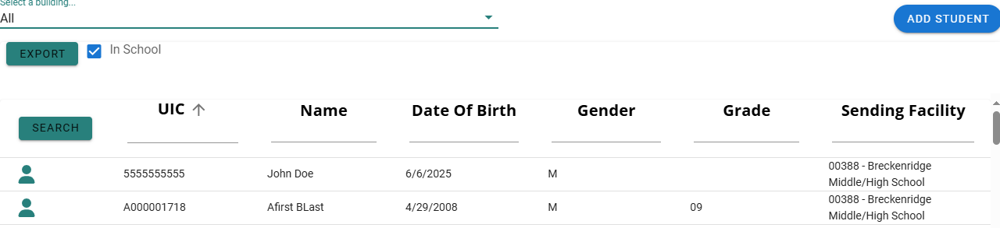 Select a building...
All
ADD STUDENT
EXPORT
In School
SEARCH
UIC
Name
Date Of Birth
Gender
Grade
Sending Facility
5555555555 John Doe 6/6/2025 M 00388 - Breckenridge
Middle/High School
A000001718 Afirst BLast 4/29/2008 M 09 00388 - Breckenridge
Middle/High School